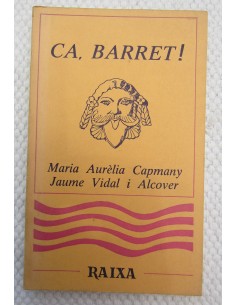 CA, BARRET!
Maria Aurèlia Capmany
Jaume Vidal i Alcover
RAIXA